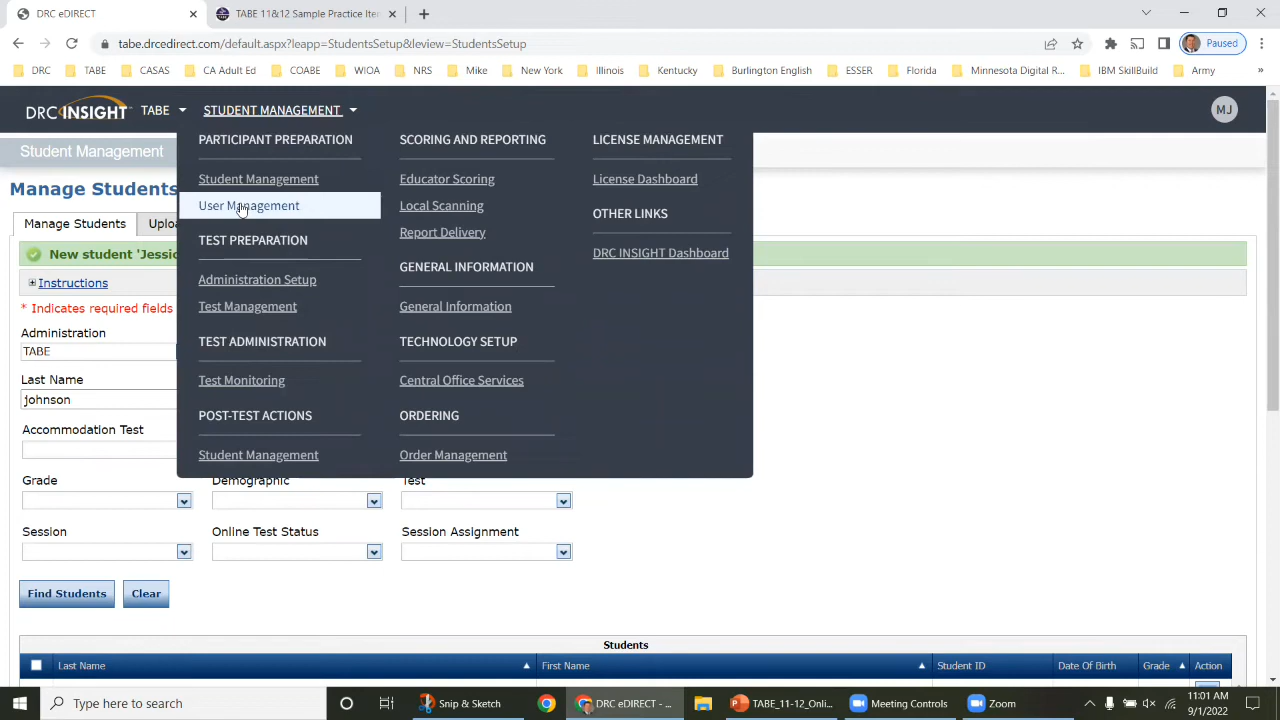 DRC eDIRECT
TABE 11&12 Sample Practice Ite
tabe.drcedirect.com/default.aspx?leapp=StudentsSetup&leview=StudentsSetup
Paused
DRC TABE CASAS CA Adult Ed COABE WIOA NRS Mike New York Illinois Kentucky Burlington English ESSER Florida Minnesota Digital R... IBM SkillBuild Army »
DRC INSIGHT TABE STUDENT MANAGEMENT MJ
Student Management
PARTICIPANT PREPARATION
Student Management
User Management
TEST PREPARATION
Administration Setup
Test Management
TEST ADMINISTRATION
Test Monitoring
POST-TEST ACTIONS
Student Management
SCORING AND REPORTING
Educator Scoring
Local Scanning
Report Delivery
GENERAL INFORMATION
General Information
TECHNOLOGY SETUP
Central Office Services
ORDERING
Order Management
LICENSE MANAGEMENT
License Dashboard
OTHER LINKS
DRC INSIGHT Dashboard
Manage Students
Manage Students Uploa
New student 'Jessic
Instructions
* Indicates required fields
Administration
TABE
Last Name
johnson
Accommodation Test
Grade Demographic Test
Session Online Test Status Session Assignment
Find Students Clear
Students
Last Name First Name Student ID Date Of Birth Grade Action
Type here to search Snip & Sketch DRC eDIRECT - ... TABE_11-12_Onli... Meeting Controls Zoom
11:01 AM
9/1/2022